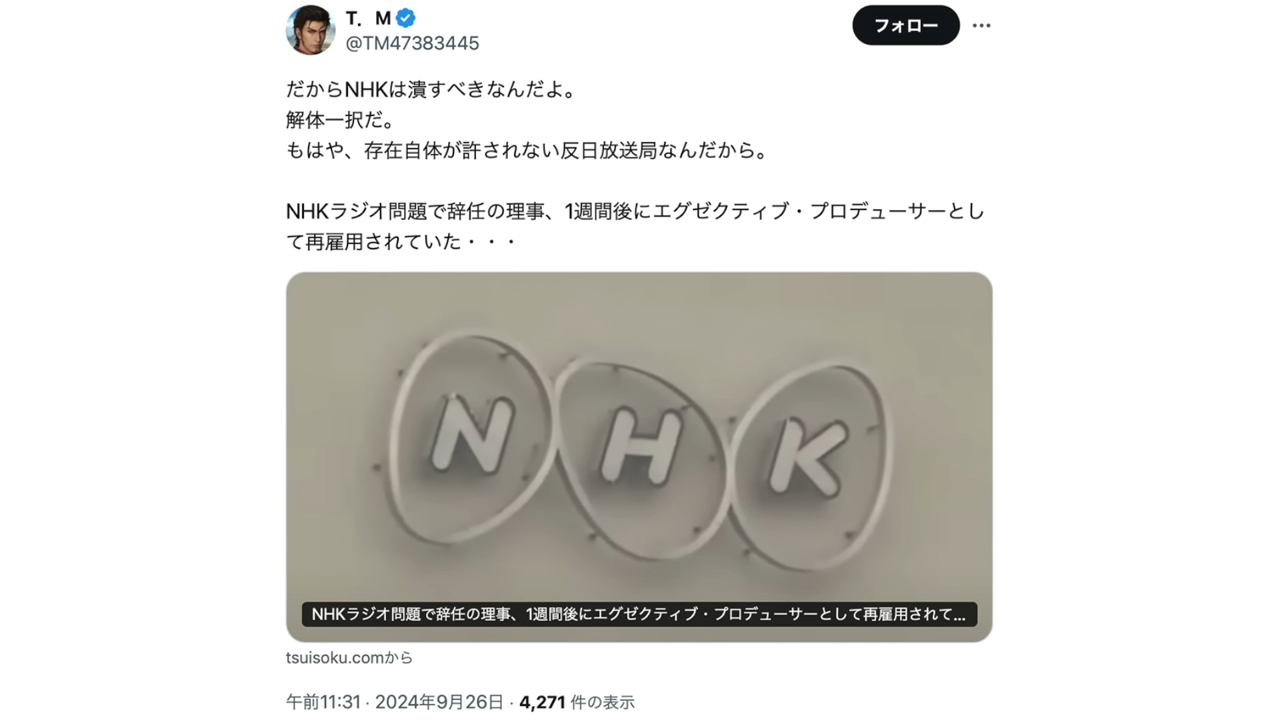 T．M
@TM47383445
フォロー
だからNHKは潰すべきなんだよ。
解体一択だ。
もはや、存在自体が許されない反日放送局なんだから。
NHKラジオ問題で辞任の理事、1週間後にエグゼクティブ・プロデューサーとし
て再雇用されていた・・・
NHK
NHKラジオ問題で辞任の理事、1週間後にエグゼクティブ・プロデューサーとして再雇用されて...
tsuisoku.comから
午前11:31 · 2024年9月26日 · 4,271 件の表示